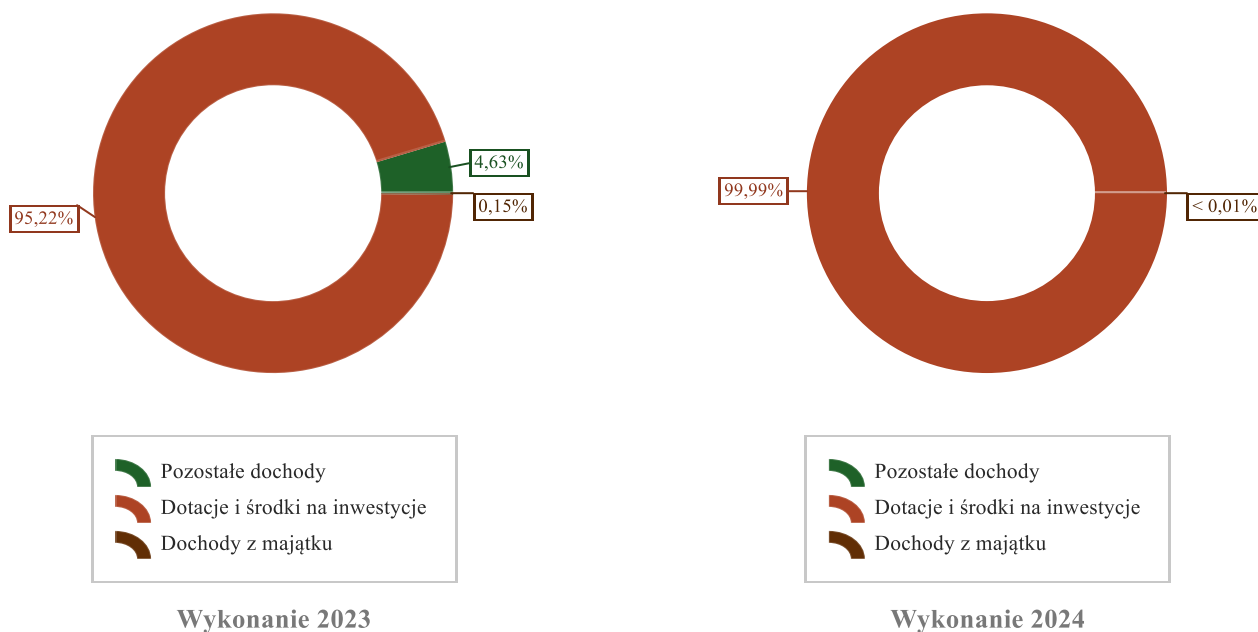 4,63%
0,15%
95,22%
Pozostałe dochody
Dotacje i środki na inwestycje
Dochody z majątku
Wykonanie 2023
99,99%
< 0,01%
Pozostałe dochody
Dotacje i środki na inwestycje
Dochody z majątku
Wykonanie 2024